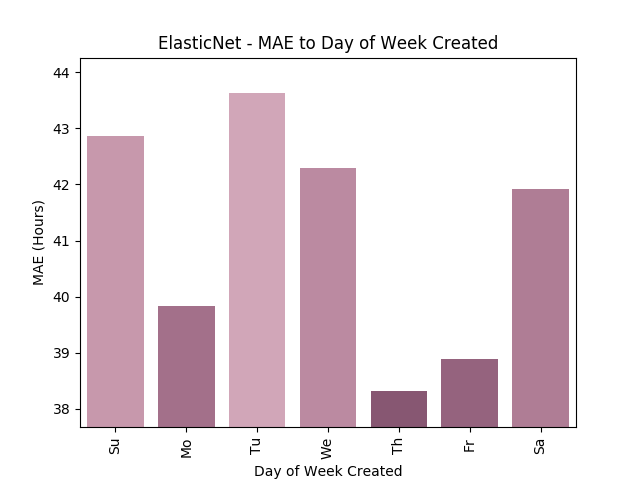 ElasticNet - MAE to Day of Week Created
MAE (Hours)
44
43
42
41
40
39
38
Su
Mo
Tu
We
Th
Fr
Sa
Day of Week Created